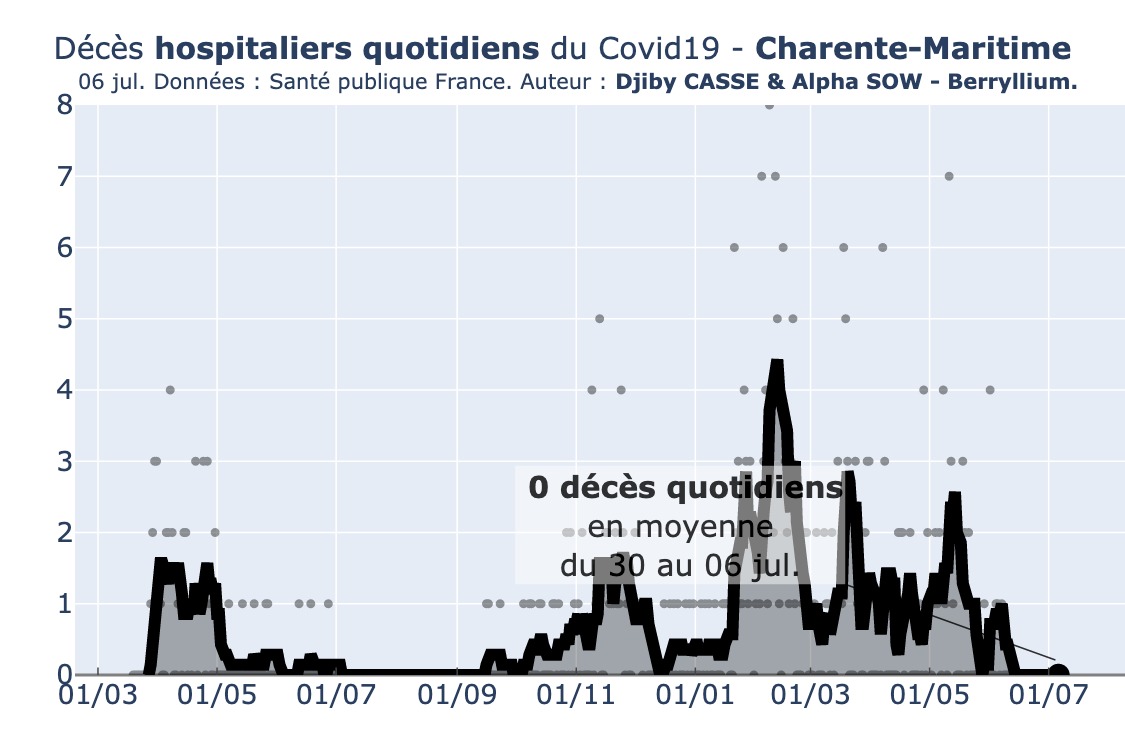 Décès hospitaliers quotidiens du Covid19 - Charente-Maritime
06 jul. Données : Santé publique France. Auteur : Djiby CASSE & Alpha SOW - Berryllium.
8
7
6
5
4
3
2
1
0
0 décès quotidiens
en moyenne
du 30 au 06 jul.
01/03 01/05 01/07 01/09 01/11 01/01 01/03 01/05 01/07